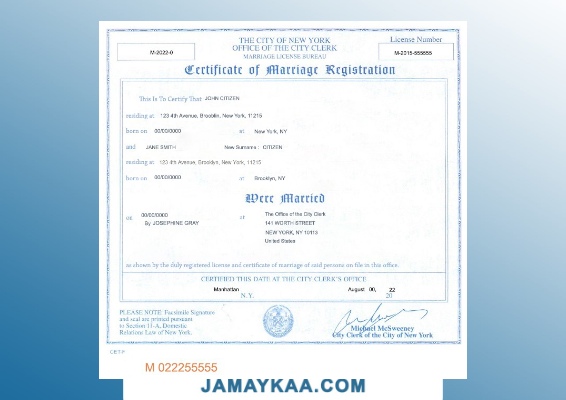 THE CITY OF NEW YORK
OFFICE OF THE CITY CLERK
MARRIAGE LICENSE BUREAU
License Number
M-2022-0
M-2015-555555
Certificate of Marriage Registration
This Is To Certify That JOHN CITIZEN
residing at 123 4th Avenue, Brooblin, New York, 11215
born on 00/00/0000 at New York, NY
and JANE SMITH New Surname : CITIZEN
residing at 123 4th Avenue, Brooklyn, New York, 11215
born on 00/00/0000 at Brooklyn, NY
Were Married
on 00/00/0000 at The Office of the City Clerk
By JOSEPHINE GRAY 141 WORTH STREET
NEW YORK, NY 10113
United States
as shown by the duly registered license and certificate of marriage of said persons on file in this office.
CERTIFIED THIS DATE AT THE CITY CLERK'S OFFICE
Manhattan August 00, 22
N.Y. 20
PLEASE NOTE: Facsimile Signature
and seal are printed pursuant
to Section 11-A, Domestic
Relations Law of New York.
Michael McSweeney
City Clerk of the City of New York
CERT#
M 022255555
JAMAYKAA.COM